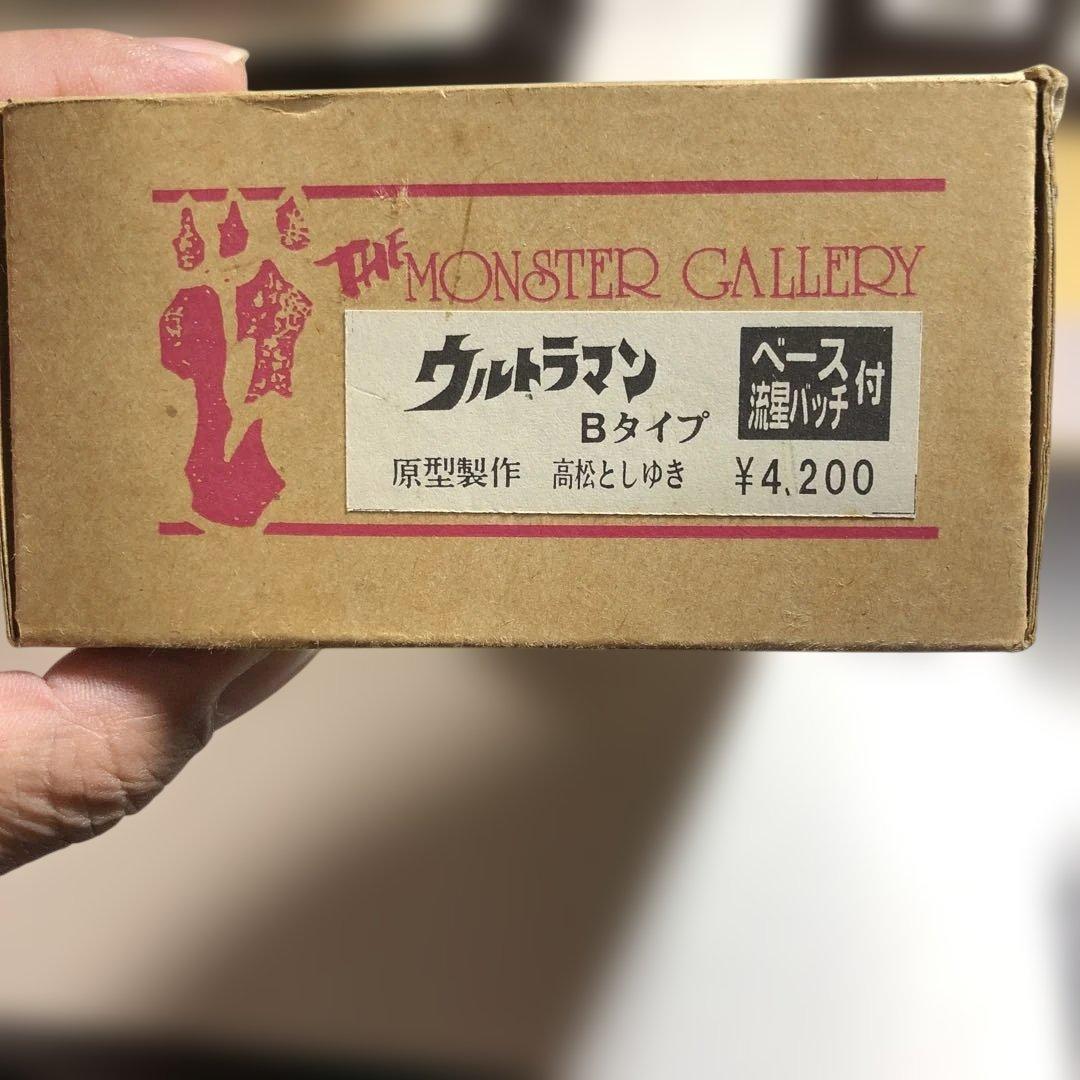 THE MONSTER GALLERY
ウルトラマン
Bタイプ
ベース
流星バッチ
付
原型製作 高松としゆき ¥4,200